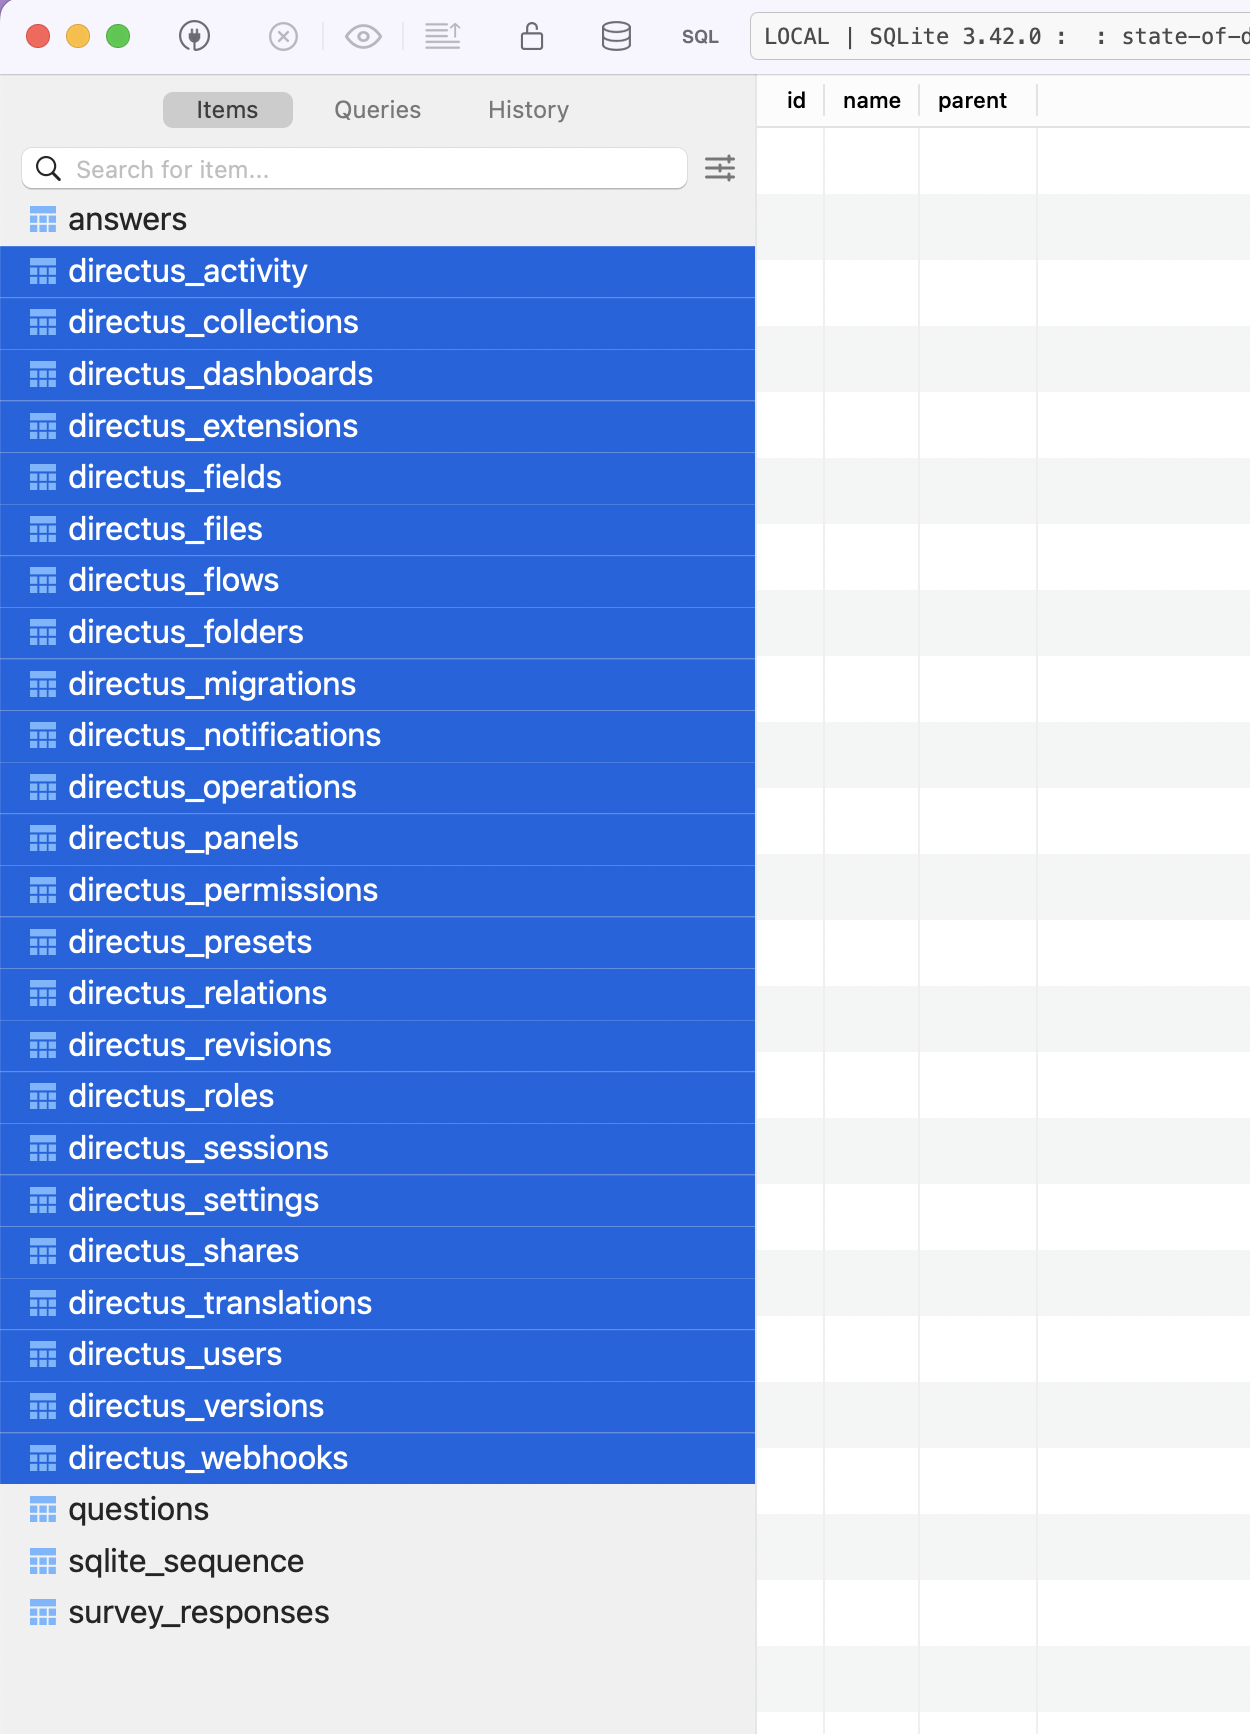 SQL
LOCAL | SQLite 3.42.0 : : state-of-d
Items Queries History
Search for item...
id name parent
answers
directus_activity
directus_collections
directus_dashboards
directus_extensions
directus_fields
directus_files
directus_flows
directus_folders
directus_migrations
directus_notifications
directus_operations
directus_panels
directus_permissions
directus_presets
directus_relations
directus_revisions
directus_roles
directus_sessions
directus_settings
directus_shares
directus_translations
directus_users
directus_versions
directus_webhooks
questions
sqlite_sequence
survey_responses